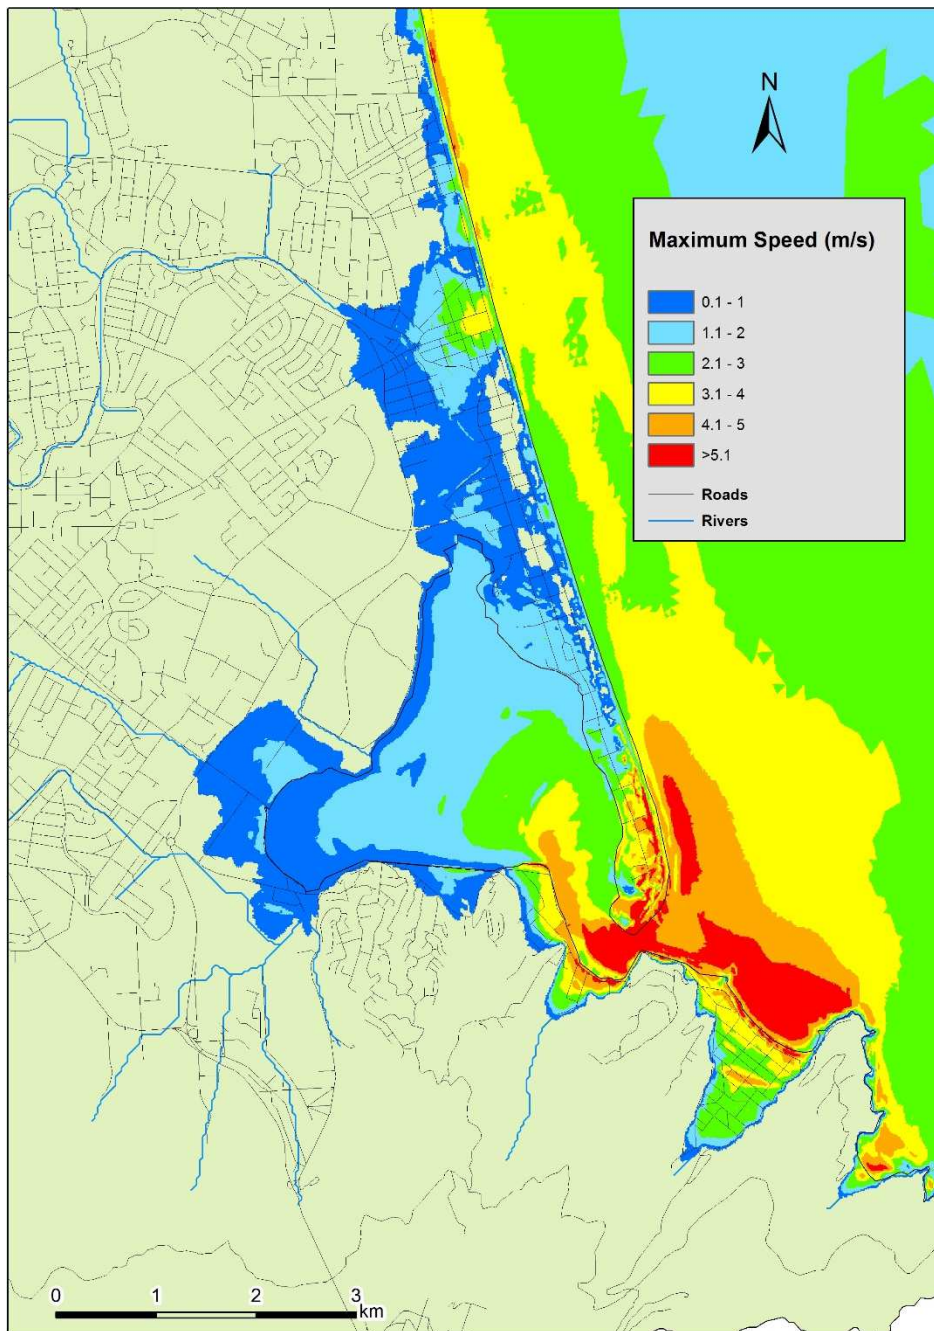 N
Maximum Speed (m/s)
0.1 - 1
1.1 - 2
2.1 - 3
3.1 - 4
4.1 - 5
>5.1
Roads
Rivers
0 1 2 3
km